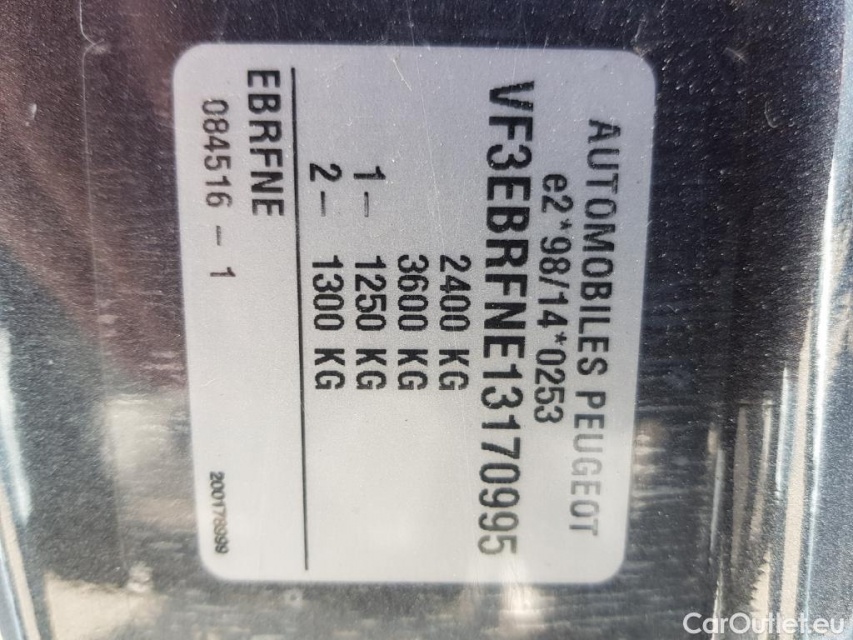 AUTOMOBILES PEUGEOT
e2*98/14*0253
VF3EBRFNE13170995
2400 KG
3600 KG
1- 1250 KG
2- 1300 KG
EBRFNE
084516 - 1
CarOutlet.eu